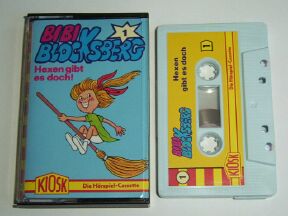 BIBI
BLOCKSBERG
1
Hexen gibt
es doch!
KIOSK
Die Hörspiel-Cassette
BIBI
BLOCKSBERG
Hexen
gibt es doch
1
1
KIOSK
Die Hörspiel-Cassette